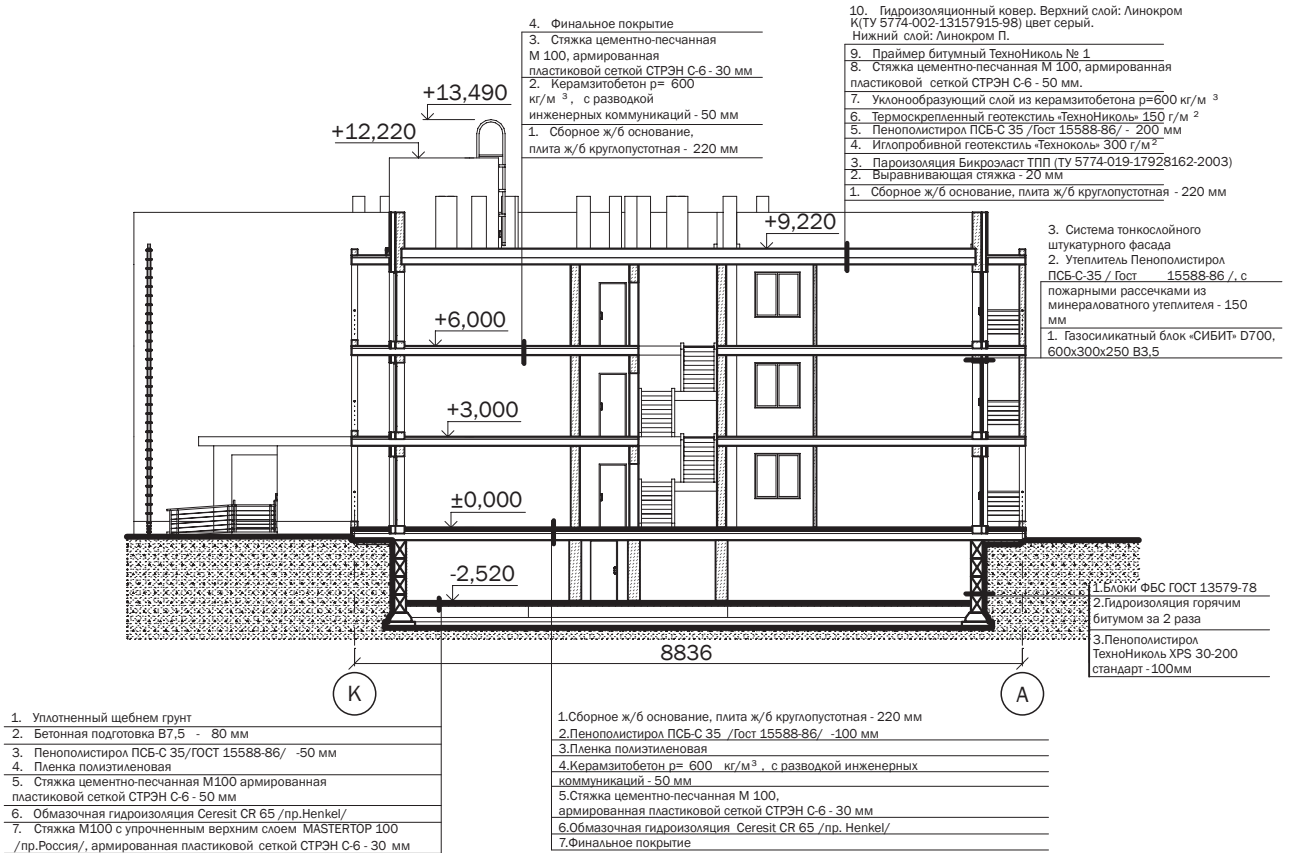 4. Финальное покрытие
3. Стяжка цементно-песчанная
М 100, армированная
пластиковой сеткой СТРЭН С-6 - 30 мм
2. Керамзитобетон р= 600
кг/м ³ , с разводкой
инженерных коммуникаций - 50 мм
1. Сборное ж/б основание,
плита ж/б круглопустотная - 220 мм
10. Гидроизоляционный ковер. Верхний слой: Линокром
К(ТУ 5774-002-13157915-98) цвет серый.
Нижний слой: Линокром П.
9. Праймер битумный ТехноНиколь № 1
8. Стяжка цементно-песчанная М 100, армированная
пластиковой сеткой СТРЭН С-6 - 50 мм.
7. Уклонообразующий слой из керамзитобетона р=600 кг/м ³
6. Термоскрепленный геотекстиль «ТехноНиколь» 150 г/м ²
5. Пенополистирол ПСБ-С 35 /Гост 15588-86/ - 200 мм
4. Иглопробивной геотекстиль «Техноколь» 300 г/м²
3. Пароизоляция Бикроэласт ТПП (ТУ 5774-019-17928162-2003)
2. Выравнивающая стяжка - 20 мм
1. Сборное ж/б основание, плита ж/б круглопустотная - 220 мм
+13,490
+12,220
+9,220
3. Система тонкослойного
штукатурного фасада
2. Утеплитель Пенополистирол
ПСБ-С-35 / Гост 15588-86 /, с
пожарными рассечками из
минераловатного утеплителя - 150
мм
1. Газосиликатный блок «СИБИТ» D700,
600х300х250 В3,5
+6,000
+3,000
±0,000
-2,520
1.Блоки ФБС ГОСТ 13579-78
2.Гидроизоляция горячим
битумом за 2 раза
3.Пенополистирол
ТехноНиколь XPS 30-200
стандарт -100мм
8836
К
А
1. Уплотненный щебнем грунт
2. Бетонная подготовка В7,5 - 80 мм
3. Пенополистирол ПСБ-С 35/ГОСТ 15588-86/ -50 мм
4. Пленка полиэтиленовая
5. Стяжка цементно-песчанная М100 армированная
пластиковой сеткой СТРЭН С-6 - 50 мм
6. Обмазочная гидроизоляция Ceresit CR 65 /пр.Henkel/
7. Стяжка М100 с упрочненным верхним слоем MASTERTOP 100
/пр.Россия/, армированная пластиковой сеткой СТРЭН С-6 - 30 мм
1.Сборное ж/б основание, плита ж/б круглопустотная - 220 мм
2.Пенополистирол ПСБ-С 35 /Гост 15588-86/ -100 мм
3.Пленка полиэтиленовая
4.Керамзитобетон р= 600 кг/м³ , с разводкой инженерных
коммуникаций - 50 мм
5.Стяжка цементно-песчанная М 100,
армированная пластиковой сеткой СТРЭН С-6 - 30 мм
6.Обмазочная гидроизоляция Ceresit CR 65 /пр. Henkel/
7.Финальное покрытие